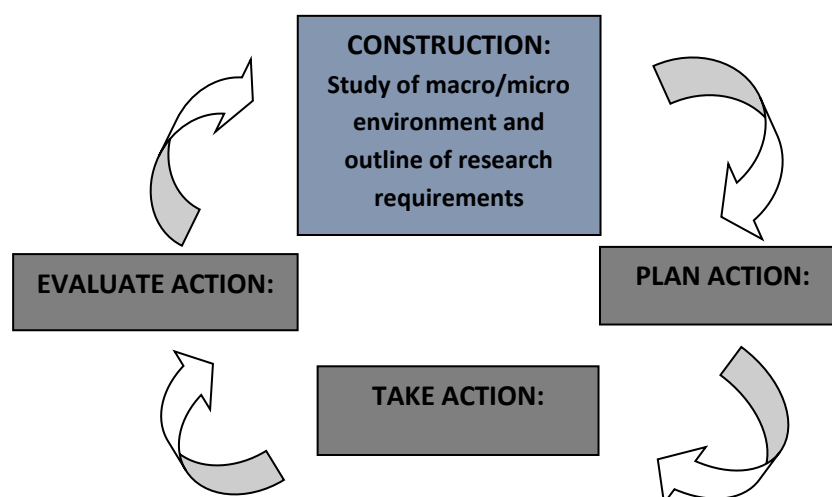 CONSTRUCTION:
Study of macro/micro
environment and
outline of research
requirements
EVALUATE ACTION:
PLAN ACTION:
TAKE ACTION: